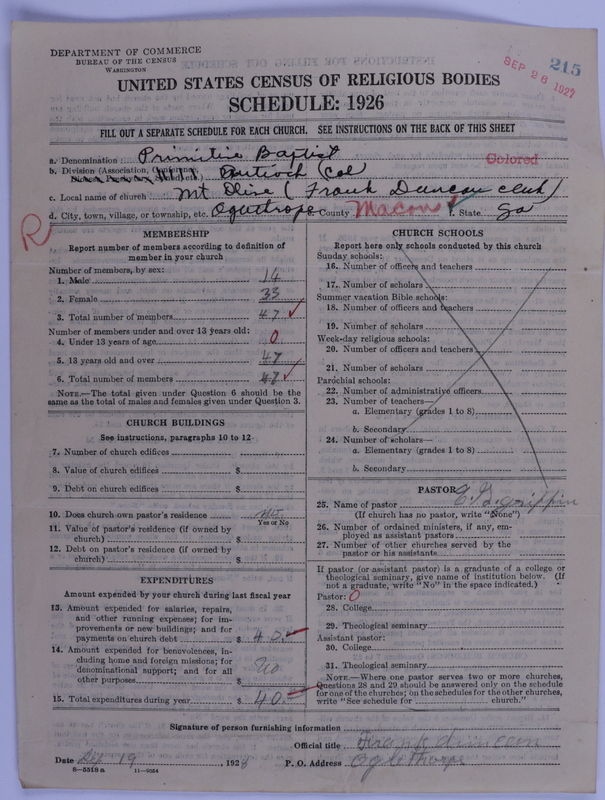 DEPARTMENT OF COMMERCE
BUREAU OF THE CENSUS
WASHINGTON
215
SEP 26 1927
UNITED STATES CENSUS OF RELIGIOUS BODIES
SCHEDULE: 1926
FILL OUT A SEPARATE SCHEDULE FOR EACH CHURCH. SEE INSTRUCTIONS ON THE BACK OF THIS SHEET
a. Denomination: Primitive Baptist Colored
b. Division (Association, Conference, Antioch Col
c. Local name of church Mt Olive (Frank Duncan clerk)
d. City, town, village, or township, etc. Oglethrope e. County Macon f. State Ga
R
MEMBERSHIP
Report number of members according to definition of
member in your church
Number of members, by sex:
1. Male 14
2. Female 33
3. Total number of members 47
Number of members under and over 13 years old:
4. Under 13 years of age 0
5. 13 years old and over 47
6. Total number of members 47
NOTE.—The total given under Question 6 should be the
same as the total of males and females given under Question 3.
CHURCH BUILDINGS
See instructions, paragraphs 10 to 12
7. Number of church edifices
8. Value of church edifices $
9. Debt on church edifices $
10. Does church own pastor's residence no
Yes or No
11. Value of pastor's residence (if owned by
church) $
12. Debt on pastor's residence (if owned by
church) $
EXPENDITURES
Amount expended by your church during last fiscal year
13. Amount expended for salaries, repairs,
and other running expenses; for im-
provements or new buildings; and for
payments on church debt $ 40.
14. Amount expended for benevolences, in-
cluding home and foreign missions; for
denominational support; and for all
other purposes $ no
15. Total expenditures during year $ 40.
CHURCH SCHOOLS
Report here only schools conducted by this church
Sunday schools:
16. Number of officers and teachers
17. Number of scholars
Summer vacation Bible schools:
18. Number of officers and teachers
19. Number of scholars
Week-day religious schools:
20. Number of officers and teachers
21. Number of scholars
Parochial schools:
22. Number of administrative officers
23. Number of teachers—
a. Elementary (grades 1 to 8)
b. Secondary
24. Number of scholars—
a. Elementary (grades 1 to 8)
b. Secondary
PASTOR
25. Name of pastor Griffin
(If church has no pastor, write "None")
26. Number of ordained ministers, if any, em-
ployed as assistant pastors
27. Number of other churches served by the
pastor or his assistants
If pastor (or assistant pastor) is a graduate of a college or
theological seminary, give name of institution below. (If
not a graduate, write "No" in the space indicated.)
Pastor: 0
28. College
29. Theological seminary
Assistant pastor:
30. College
31. Theological seminary
NOTE.—Where one pastor serves two or more churches,
Questions 28 and 29 should be answered only on the schedule
for one of the churches; on the schedules for the other churches,
write "See schedule for church."
Signature of person furnishing information
Official title Frank duncan
Date Sep 19 192 P. O. Address Oglethorpe
8—5318a 11—9054